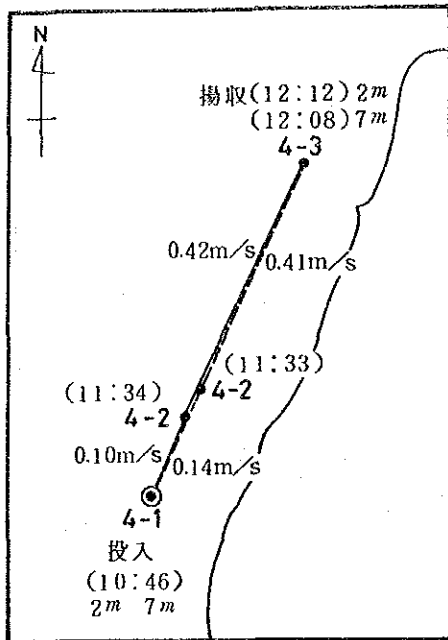 N
揚収(12:12)2m
(12:08)7m
4-3
0.42m/s
0.41m/s
(11:33)
(11:34)
4-2
4-2
0.10m/s
0.14m/s
4-1
投入
(10:46)
2m 7m